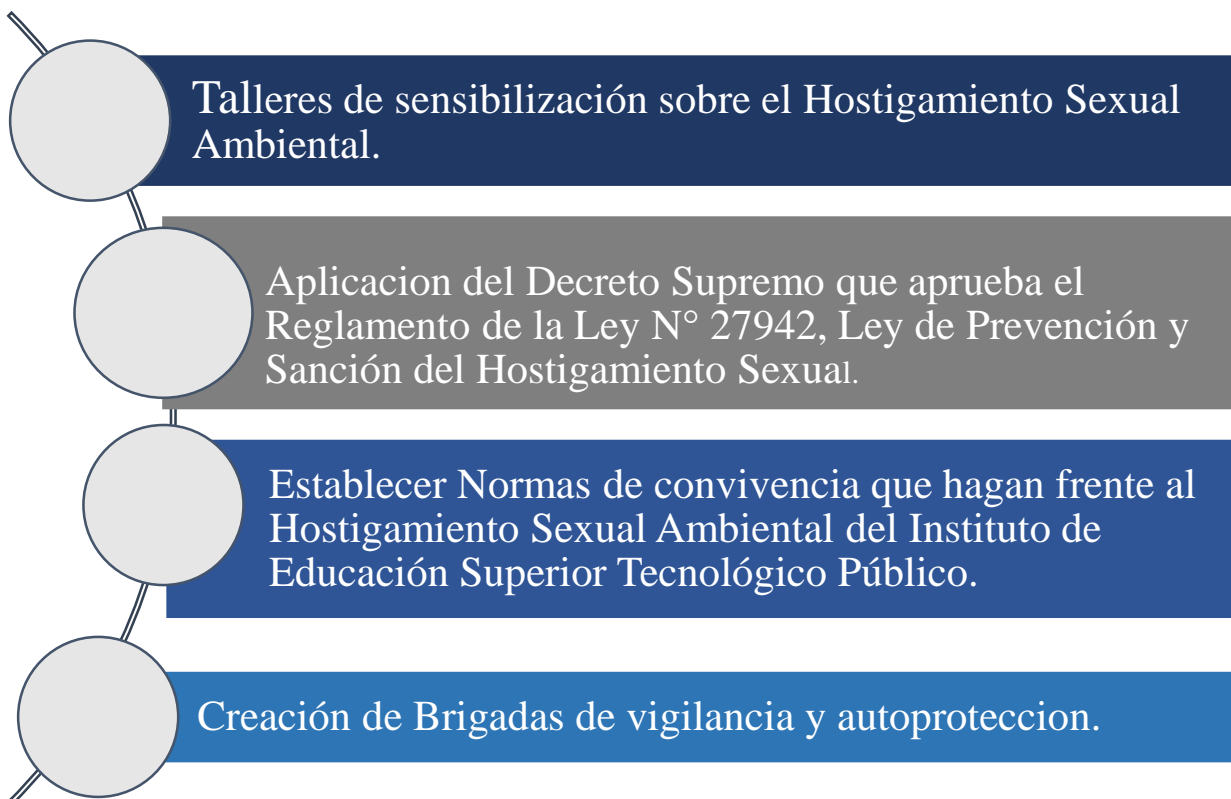 Talleres de sensibilización sobre el Hostigamiento Sexual
Ambiental.
Aplicacion del Decreto Supremo que aprueba el
Reglamento de la Ley N° 27942, Ley de Prevención y
Sanción del Hostigamiento Sexual.
Establecer Normas de convivencia que hagan frente al
Hostigamiento Sexual Ambiental del Instituto de
Educación Superior Tecnológico Público.
Creación de Brigadas de vigilancia y autoproteccion.